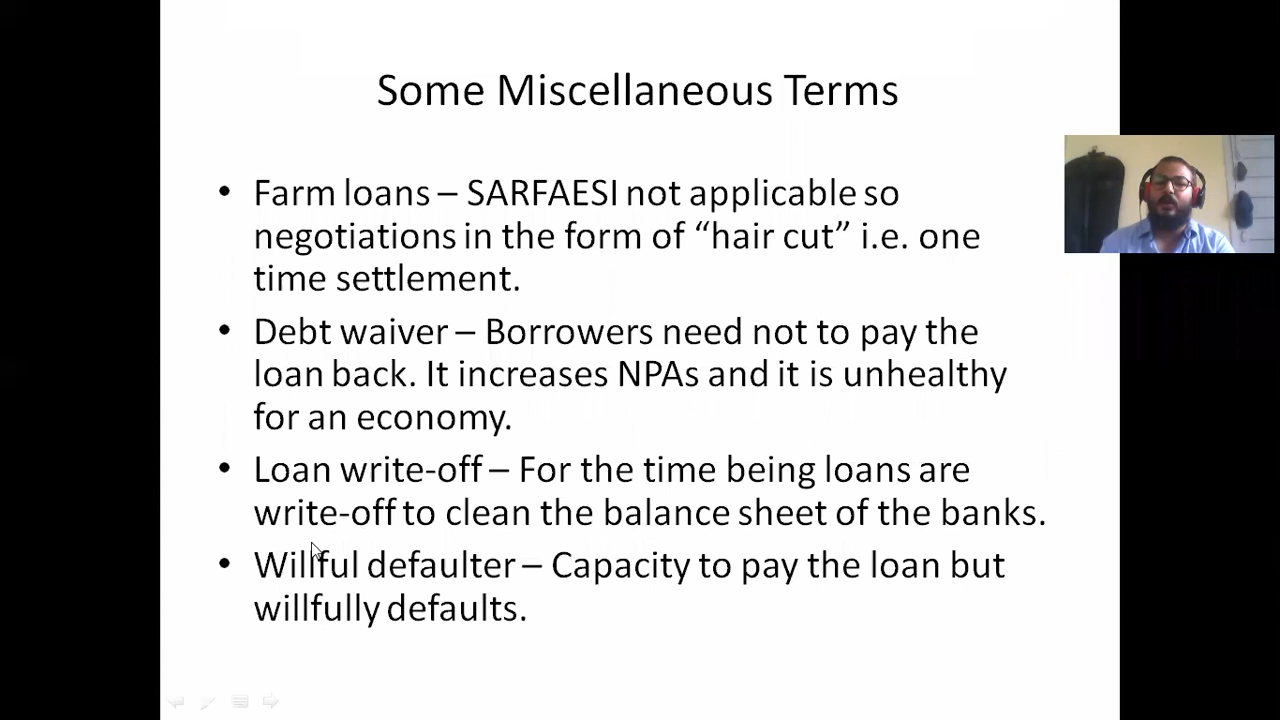 Some Miscellaneous Terms
• Farm loans – SARFAESI not applicable so
negotiations in the form of “hair cut” i.e. one
time settlement.
• Debt waiver – Borrowers need not to pay the
loan back. It increases NPAs and it is unhealthy
for an economy.
• Loan write-off – For the time being loans are
write-off to clean the balance sheet of the banks.
• Willful defaulter – Capacity to pay the loan but
willfully defaults.